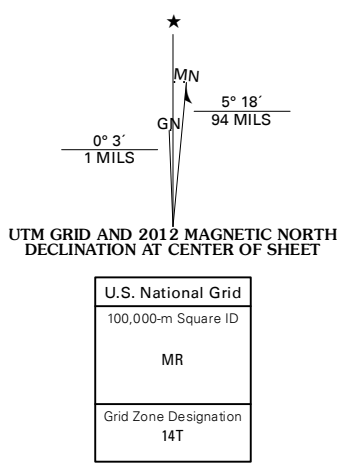 MN
5° 18´
94 MILS
GN
0° 3´
1 MILS
UTM GRID AND 2012 MAGNETIC NORTH
DECLINATION AT CENTER OF SHEET
U.S. National Grid
100,000-m Square ID
MR
Grid Zone Designation
14T